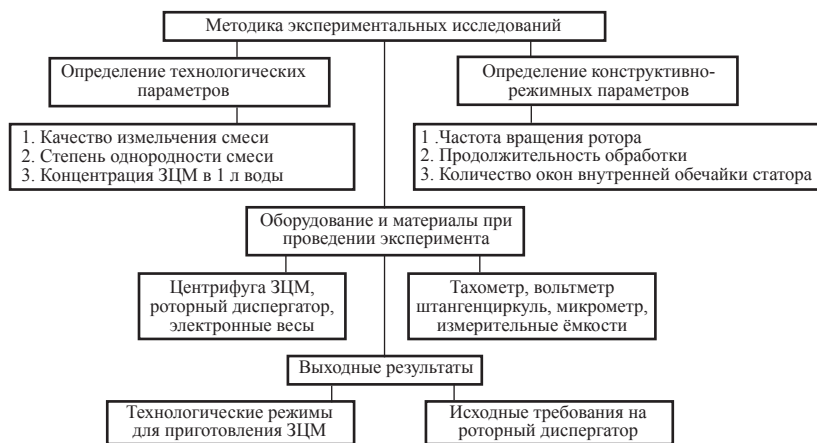 Методика экспериментальных исследований
Определение технологических
параметров
Определение конструктивно-
режимных параметров
1. Качество измельчения смеси
2. Степень однородности смеси
3. Концентрация ЗЦМ в 1 л воды
1 .Частота вращения ротора
2. Продолжительность обработки
3. Количество окон внутренней обечайки статора
Оборудование и материалы при
проведении эксперимента
Центрифуга ЗЦМ,
роторный диспергатор,
электронные весы
Тахометр, вольтметр
штангенциркуль, микрометр,
измерительные ёмкости
Выходные результаты
Технологические режимы
для приготовления ЗЦМ
Исходные требования на
роторный диспергатор